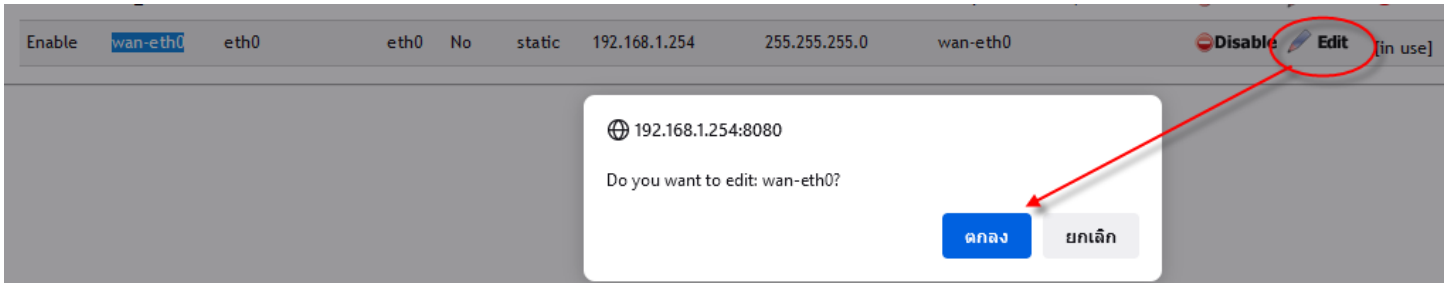 Enable wan-eth0 eth0 eth0 No static 192.168.1.254 255.255.255.0 wan-eth0 Disable Edit [in use]
192.168.1.254:8080
Do you want to edit: wan-eth0?
ตกลง ยกเลิก